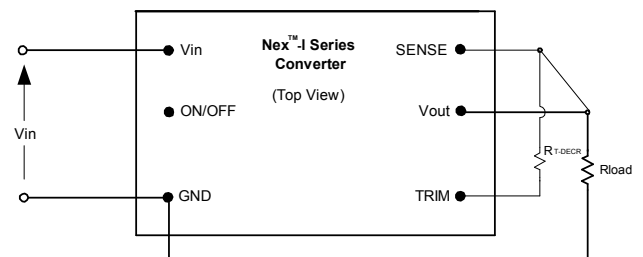 Nex™-I Series
Converter
(Top View)
Vin
SENSE
ON/OFF
Vout
Vin
RT-DECR
Rload
GND
TRIM